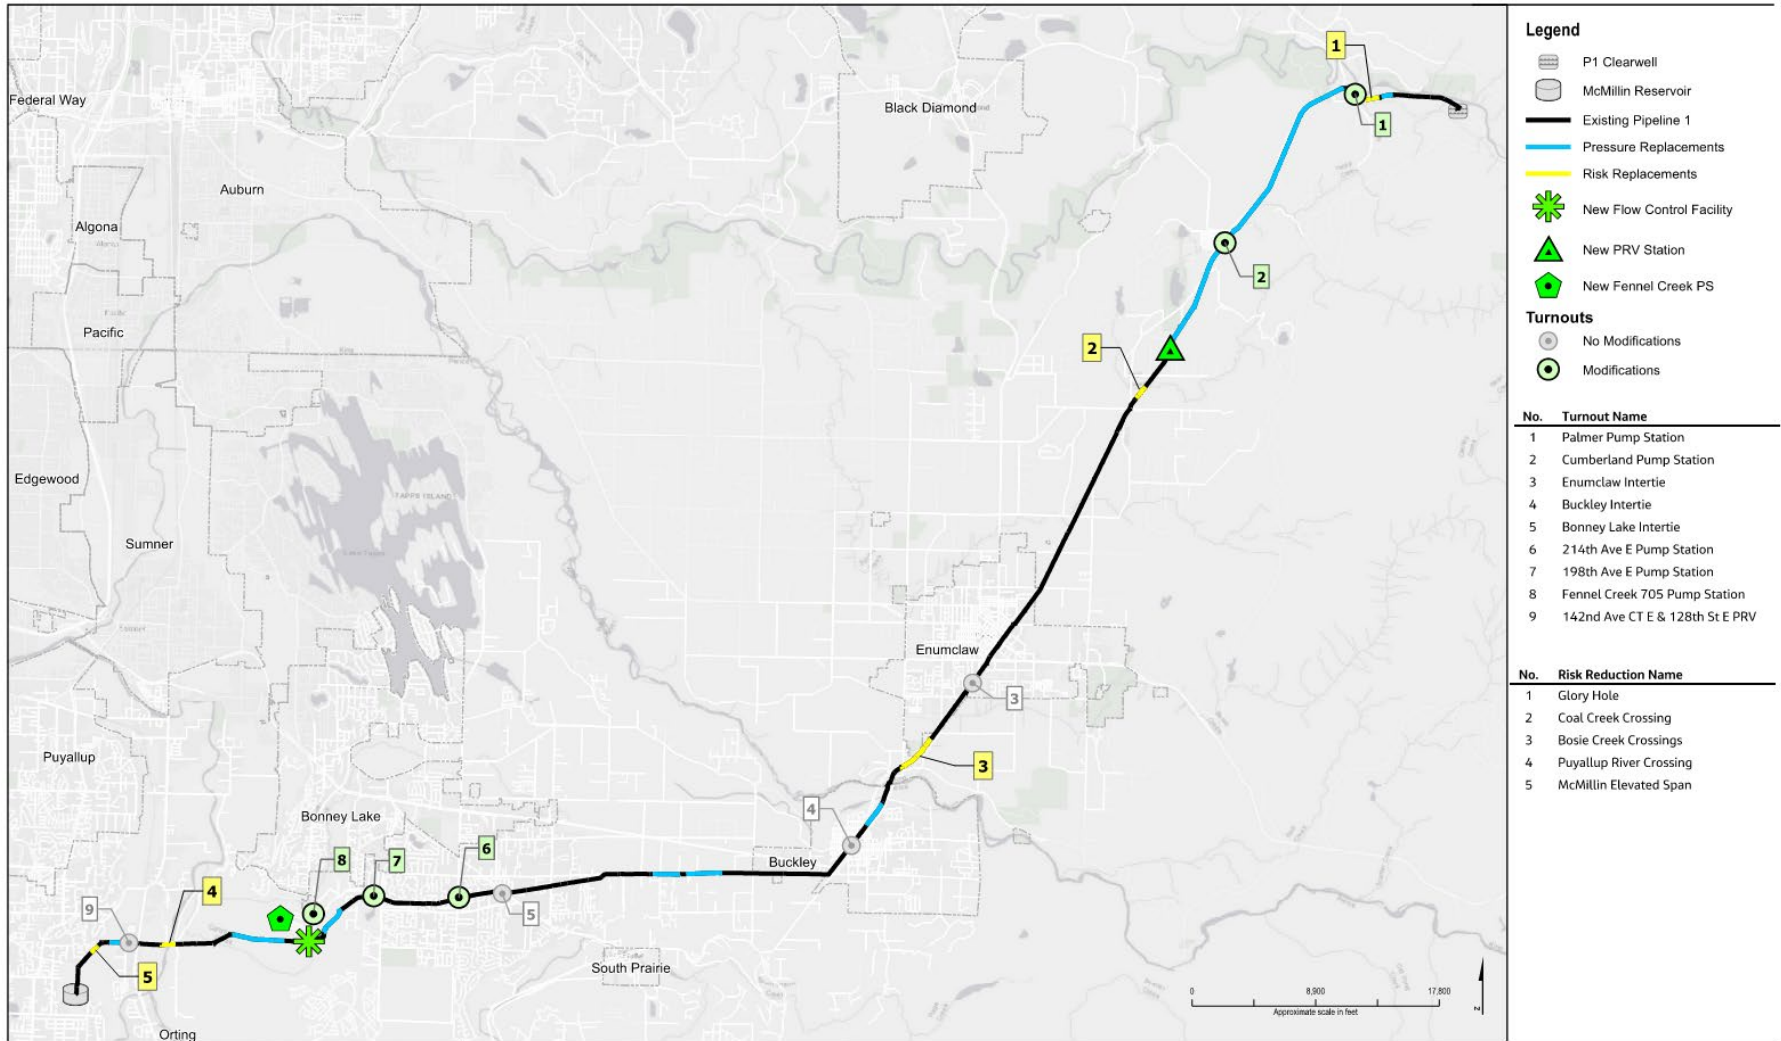 Federal Way
Black Diamond
Auburn
Algona
Pacific
Edgewood
Sumner
Enumclaw
Puyallup
Bonney Lake
Buckley
South Prairie
Orting
1
1
2
2
3
3
4
4
5
5
6
7
8
9
0 8,900 17,800
Approximate scale in feet
Z
Legend
P1 Clearwell
McMillin Reservoir
Existing Pipeline 1
Pressure Replacements
Risk Replacements
New Flow Control Facility
New PRV Station
New Fennel Creek PS
Turnouts
No Modifications
Modifications
No. Turnout Name
1 Palmer Pump Station
2 Cumberland Pump Station
3 Enumclaw Intertie
4 Buckley Intertie
5 Bonney Lake Intertie
6 214th Ave E Pump Station
7 198th Ave E Pump Station
8 Fennel Creek 705 Pump Station
9 142nd Ave CT E & 128th St E PRV
No. Risk Reduction Name
1 Glory Hole
2 Coal Creek Crossing
3 Bosie Creek Crossings
4 Puyallup River Crossing
5 McMillin Elevated Span